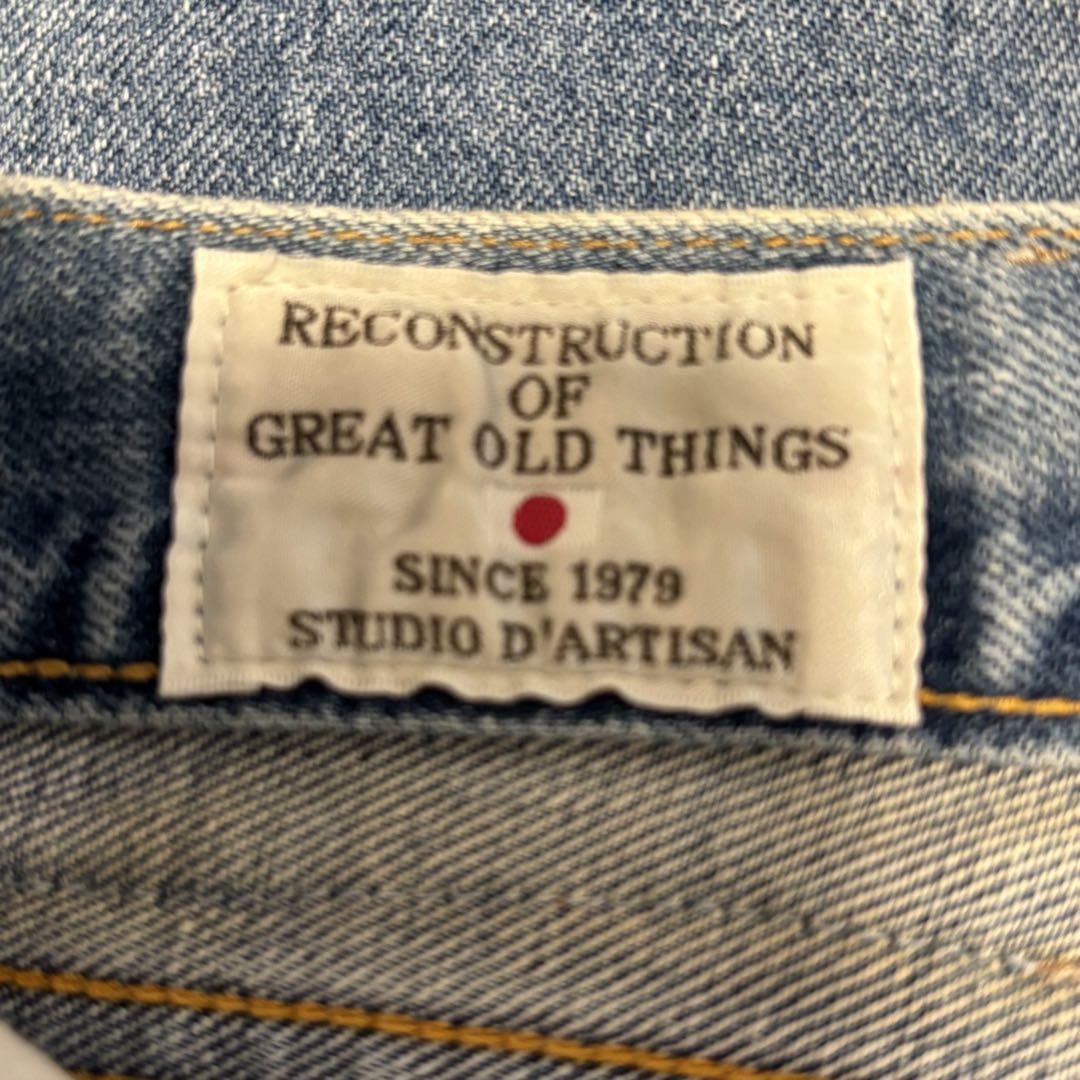 RECONSTRUCTION
OF
GREAT OLD THINGS
SINCE 1979
STUDIO D'ARTISAN